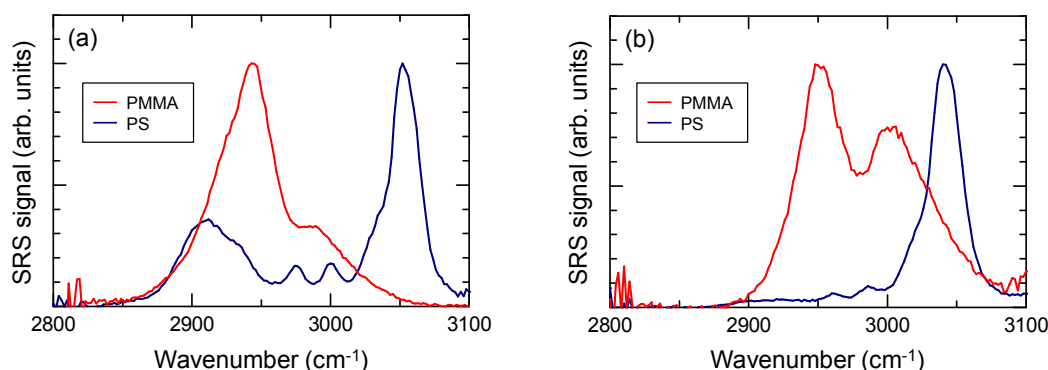 (a)
SRS signal (arb. units)
PMMA
PS
2800 2900 3000 3100
Wavenumber (cm-1)
(b)
SRS signal (arb. units)
PMMA
PS
2800 2900 3000 3100
Wavenumber (cm-1)